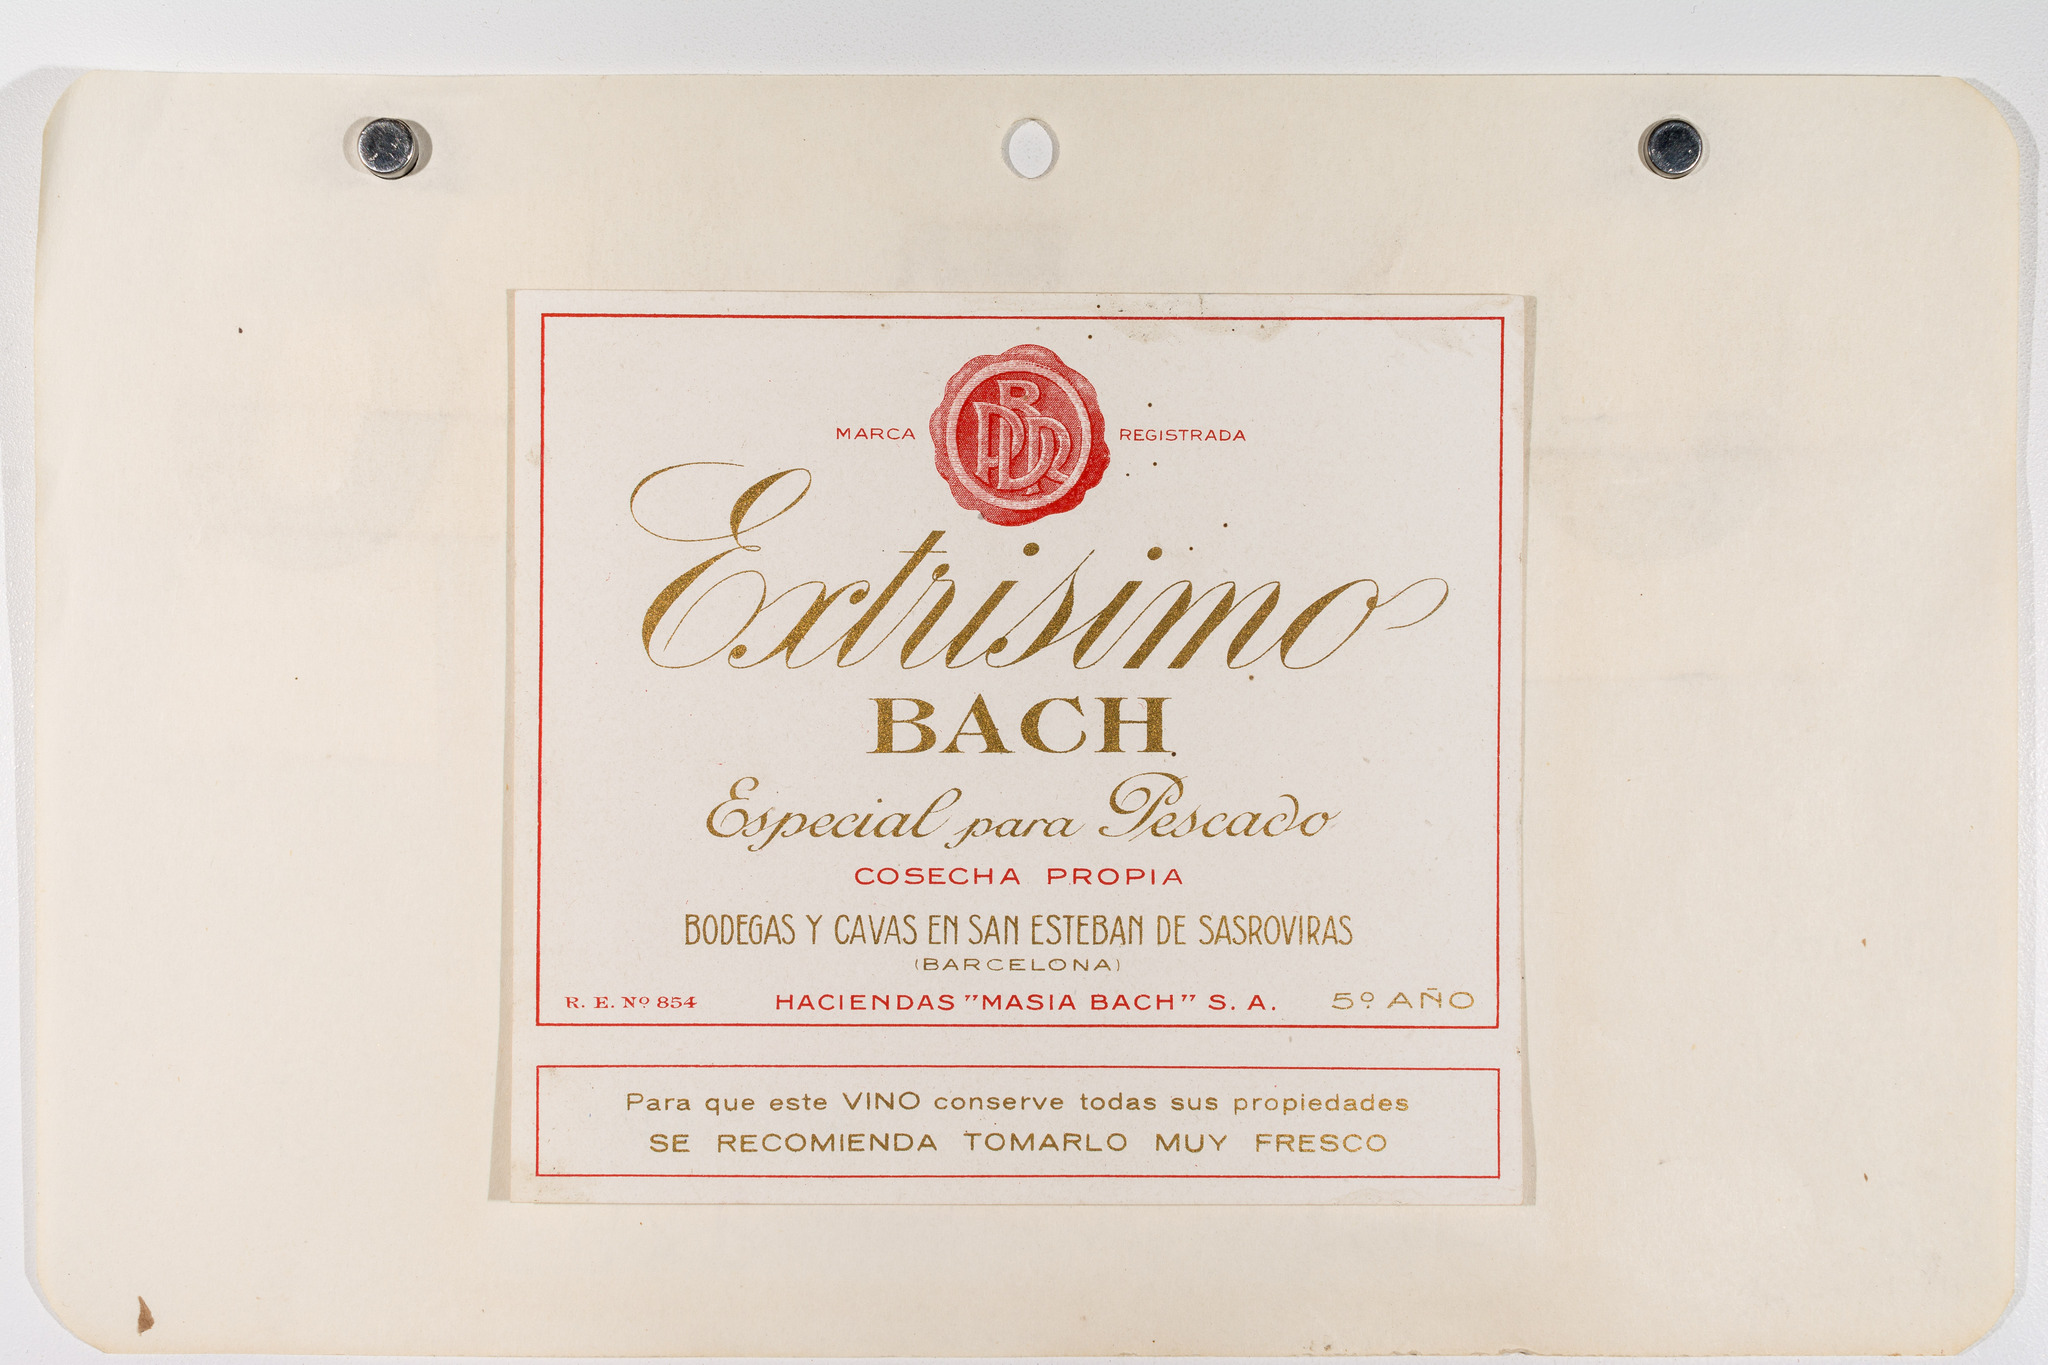 MARCA REGISTRADA
Extrisimo
BACH
Especial para Pescado
COSECHA PROPIA
BODEGAS Y CAVAS EN SAN ESTEBAN DE SASROVIRAS
(BARCELONA)
R. E. Nº 854 HACIENDAS "MASIA BACH" S. A. 5º AÑO
Para que este VINO conserve todas sus propiedades
SE RECOMIENDA TOMARLO MUY FRESCO